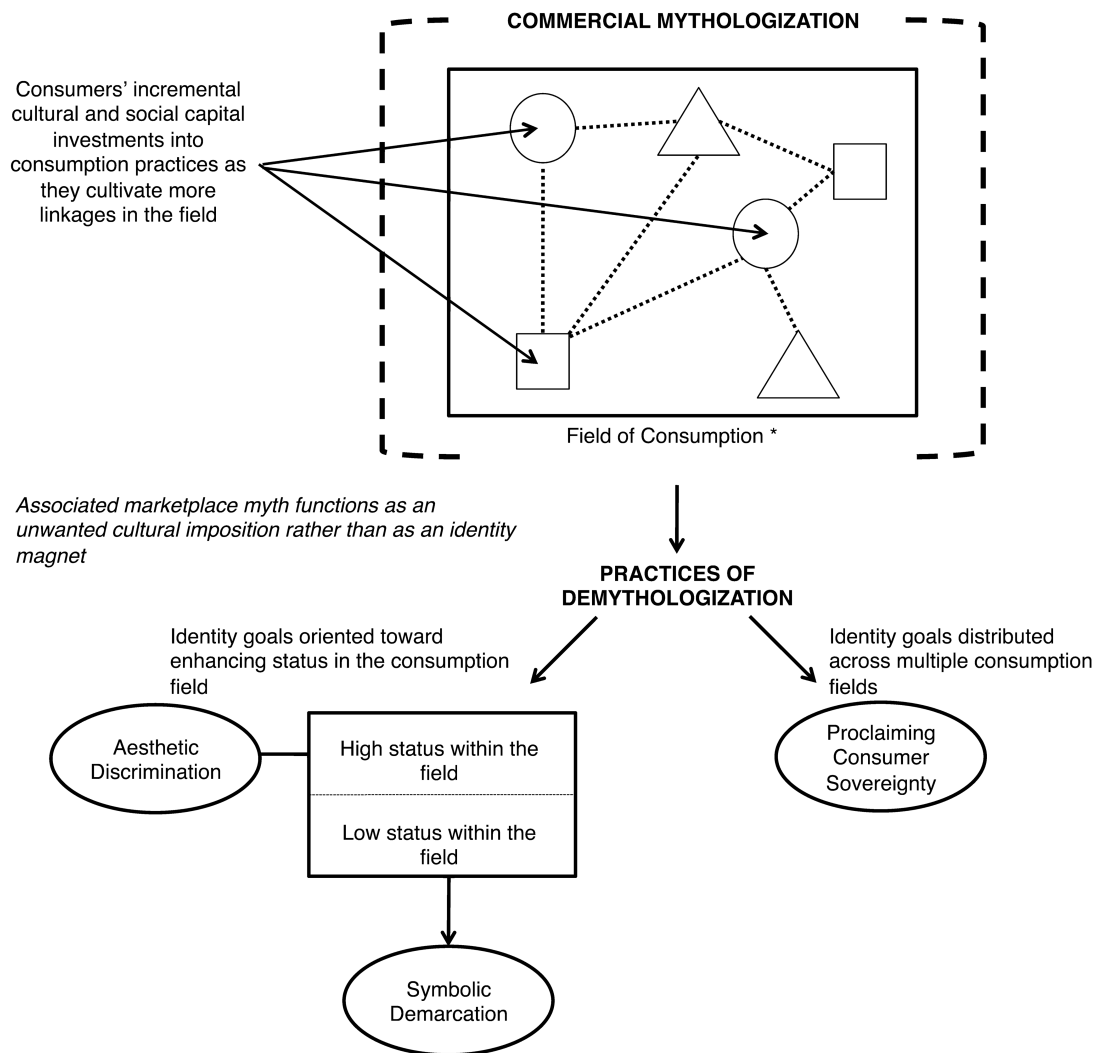 COMMERCIAL MYTHOLOGIZATION
Consumers’ incremental
cultural and social capital
investments into
consumption practices as
they cultivate more
linkages in the field
Field of Consumption *
Associated marketplace myth functions as an
unwanted cultural imposition rather than as an identity
magnet
PRACTICES OF
DEMYTHOLOGIZATION
Identity goals oriented toward
enhancing status in the consumption
field
Identity goals distributed
across multiple consumption
fields
Aesthetic
Discrimination
High status within the
field
Low status within the
field
Proclaiming
Consumer
Sovereignty
Symbolic
Demarcation